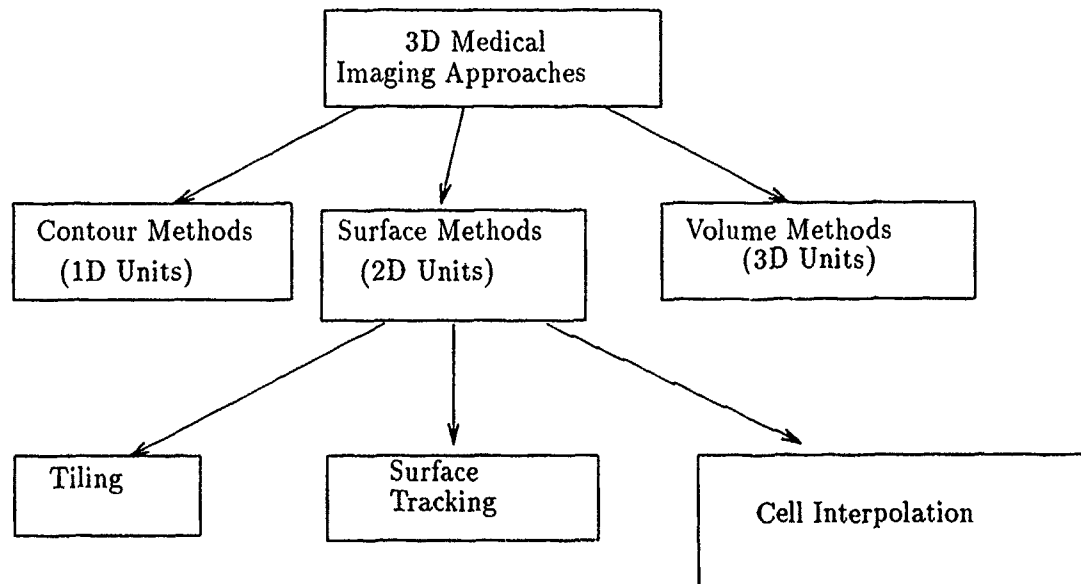 3D Medical
Imaging Approaches
Contour Methods
(1D Units)
Surface Methods
(2D Units)
Volume Methods
(3D Units)
Tiling
Surface
Tracking
Cell Interpolation